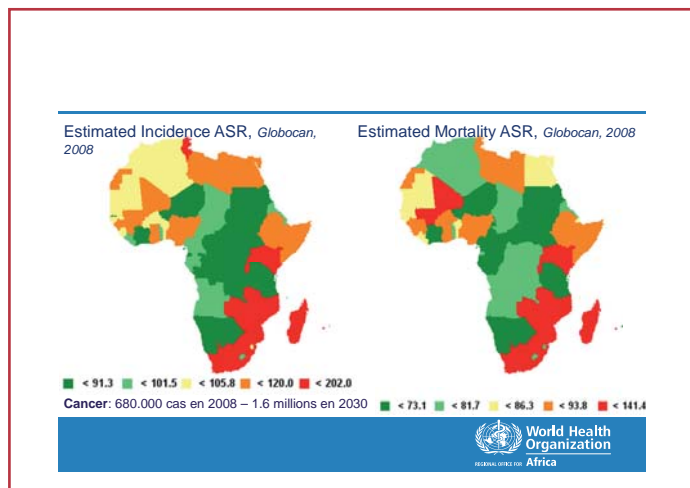 Estimated Incidence ASR, Globocan,
2008
Estimated Mortality ASR, Globocan, 2008
< 91.3 < 101.5 < 105.8 < 120.0 < 202.0
Cancer: 680.000 cas en 2008 – 1.6 millions en 2030
< 73.1 < 81.7 < 86.3 < 93.8 < 141.4
World Health
Organization
REGIONAL OFFICE FOR Africa